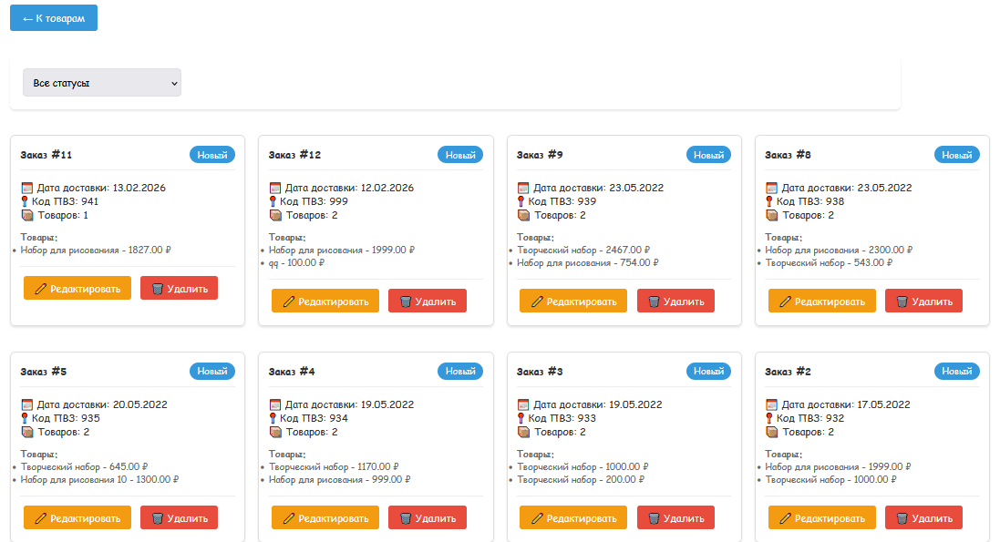 ← К товарам
Все статусы
Заказ #11
Новый
Дата доставки: 13.02.2026
Код ПВЗ: 941
Товаров: 1
Товары:
• Набор для рисованияя - 1827.00 ₽
Редактировать
Удалить
Заказ #12
Новый
Дата доставки: 12.02.2026
Код ПВЗ: 999
Товаров: 2
Товары:
• Набор для рисования - 1999.00 ₽
• qq - 100.00 ₽
Редактировать
Удалить
Заказ #9
Новый
Дата доставки: 23.05.2022
Код ПВЗ: 939
Товаров: 2
Товары:
• Творческий набор - 2467.00 ₽
• Набор для рисования - 754.00 ₽
Редактировать
Удалить
Заказ #8
Новый
Дата доставки: 23.05.2022
Код ПВЗ: 938
Товаров: 2
Товары:
• Набор для рисования - 2300.00 ₽
• Творческий набор - 543.00 ₽
Редактировать
Удалить
Заказ #5
Новый
Дата доставки: 20.05.2022
Код ПВЗ: 935
Товаров: 2
Товары:
• Творческий набор - 645.00 ₽
• Набор для рисования 10 - 1300.00 ₽
Редактировать
Удалить
Заказ #4
Новый
Дата доставки: 19.05.2022
Код ПВЗ: 934
Товаров: 2
Товары:
• Творческий набор - 1170.00 ₽
• Набор для рисования - 999.00 ₽
Редактировать
Удалить
Заказ #3
Новый
Дата доставки: 19.05.2022
Код ПВЗ: 933
Товаров: 2
Товары:
• Творческий набор - 1000.00 ₽
• Творческий набор - 200.00 ₽
Редактировать
Удалить
Заказ #2
Новый
Дата доставки: 17.05.2022
Код ПВЗ: 932
Товаров: 2
Товары:
• Набор для рисования - 1999.00 ₽
• Творческий набор - 1000.00 ₽
Редактировать
Удалить